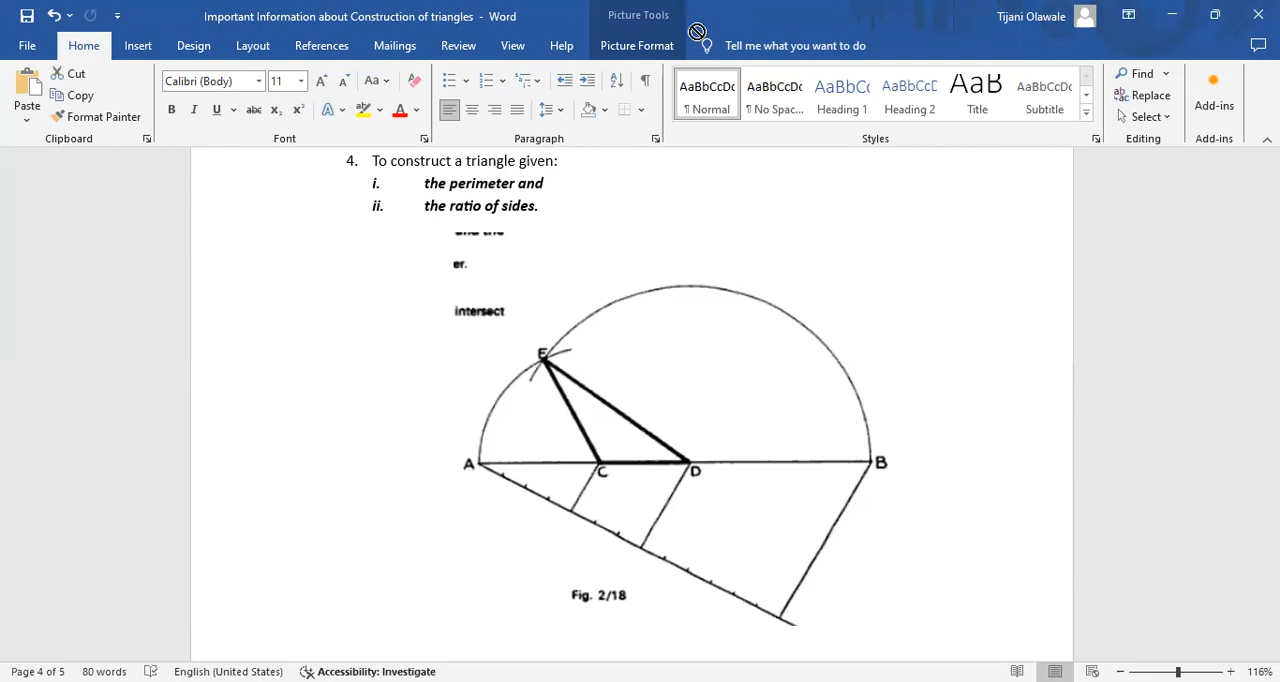 Important Information about Construction of triangles - Word
Picture Tools
Tijani Olawale
File Home Insert Design Layout References Mailings Review View Help Picture Format Tell me what you want to do
Paste
Cut
Copy
Format Painter
Calibri (Body) 11
AaBbCcDc AaBbCcDc AaBbC AaBbCcD AaB AaBbCcDc
¶ Normal ¶ No Spac... Heading 1 Heading 2 Title Subtitle
Find
Replace
Select
Add-ins
Clipboard Font Paragraph Styles Editing Add-ins
4. To construct a triangle given:
i. the perimeter and
ii. the ratio of sides.
and the
er.
intersect
E
A C D B
Fig. 2/18
Page 4 of 5 80 words English (United States) Accessibility: Investigate 116%